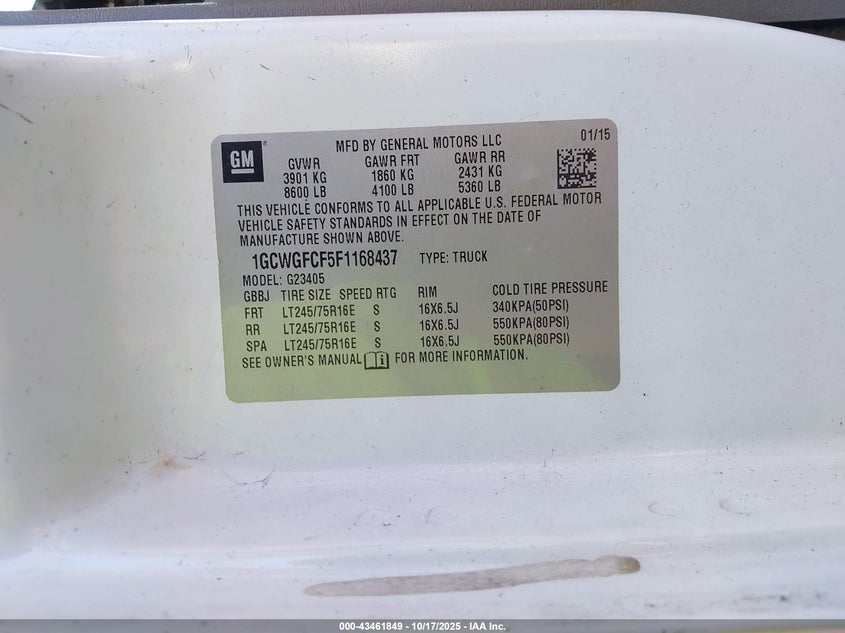 GM
MFD BY GENERAL MOTORS LLC
01/15
GVWR GAWR FRT GAWR RR
3901 KG 1860 KG 2431 KG
8600 LB 4100 LB 5360 LB
THIS VEHICLE CONFORMS TO ALL APPLICABLE U.S. FEDERAL MOTOR
VEHICLE SAFETY STANDARDS IN EFFECT ON THE DATE OF
MANUFACTURE SHOWN ABOVE.
1GCWGFCF5F1168437 TYPE: TRUCK
MODEL: G23405
GBBJ TIRE SIZE SPEED RTG RIM COLD TIRE PRESSURE
FRT LT245/75R16E S 16X6.5J 340KPA(50PSI)
RR LT245/75R16E S 16X6.5J 550KPA(80PSI)
SPA LT245/75R16E S 16X6.5J 550KPA(80PSI)
SEE OWNER'S MANUAL FOR MORE INFORMATION.
000-43461849 - 10/17/2025 - IAA Inc.